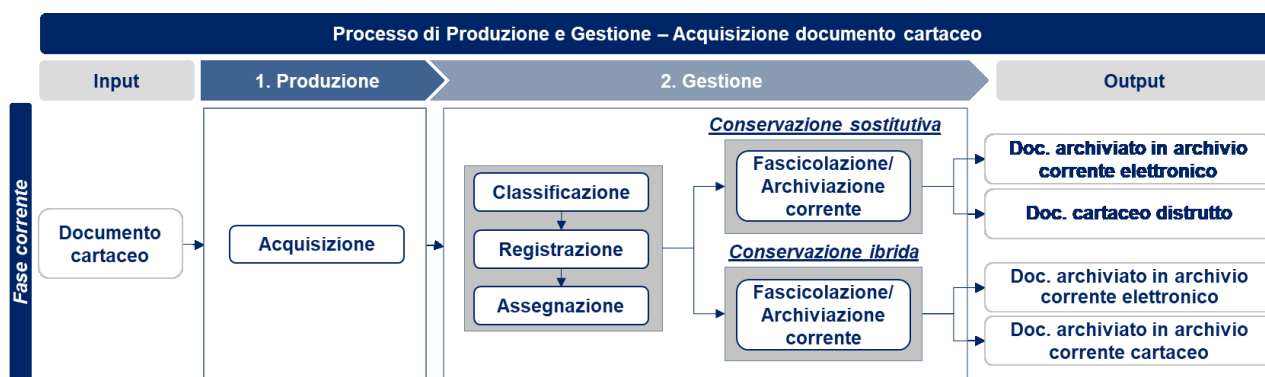 Processo di Produzione e Gestione – Acquisizione documento cartaceo
Input
1. Produzione
2. Gestione
Output
Fase corrente
Documento
cartaceo
Acquisizione
Classificazione
Registrazione
Assegnazione
Conservazione sostitutiva
Fascicolazione/
Archiviazione
corrente
Conservazione ibrida
Fascicolazione/
Archiviazione
corrente
Doc. archiviato in archivio
corrente elettronico
Doc. cartaceo distrutto
Doc. archiviato in archivio
corrente elettronico
Doc. archiviato in archivio
corrente cartaceo